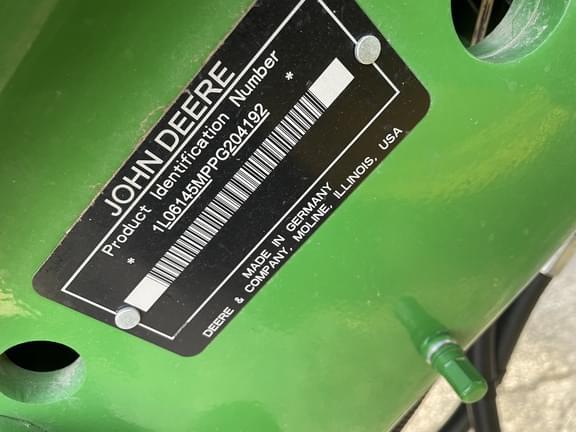 JOHN DEERE
Product Identification Number
* 1L06145MPPG204192 *
MADE IN GERMANY
DEERE & COMPANY, MOLINE, ILLINOIS, USA